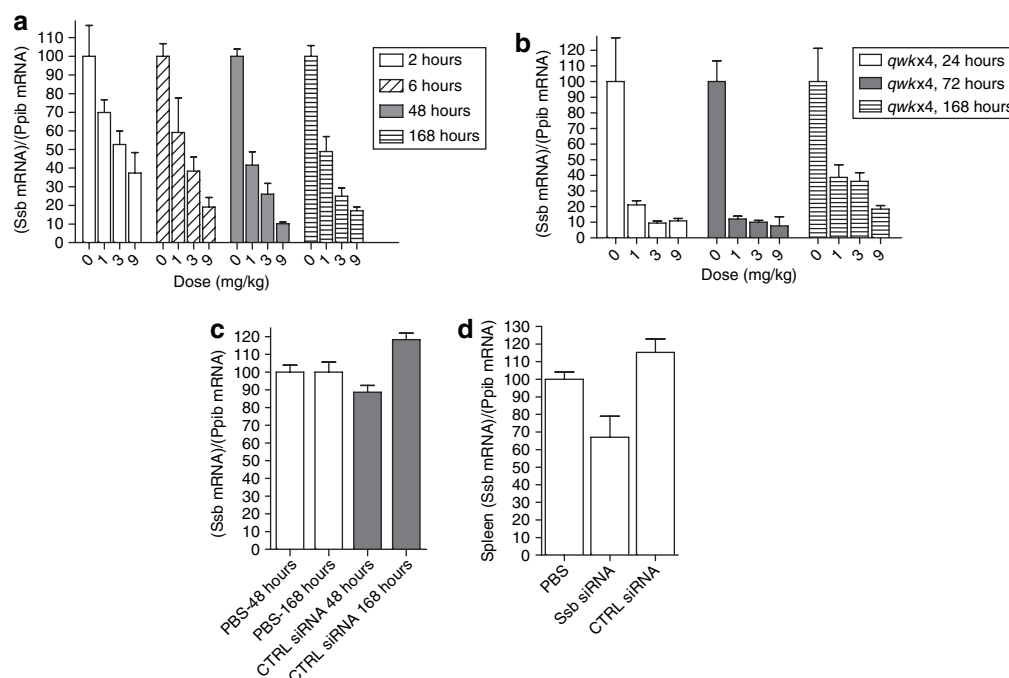 a
(Ssb mRNA)/(Ppib mRNA)
110
100
90
80
70
60
50
40
30
20
10
0
0 1 3 9 0 1 3 9 0 1 3 9 0 1 3 9
Dose (mg/kg)
2 hours
6 hours
48 hours
168 hours
b
(Ssb mRNA)/(Ppib mRNA)
120
110
100
90
80
70
60
50
40
30
20
10
0
0 1 3 9 0 1 3 9 0 1 3 9
Dose (mg/kg)
qwkx4, 24 hours
qwkx4, 72 hours
qwkx4, 168 hours
c
(Ssb mRNA)/(Ppib mRNA)
120
110
100
90
80
70
60
50
40
30
20
10
0
PBS-48 hours
PBS-168 hours
CTRL siRNA 48 hours
CTRL siRNA 168 hours
d
Spleen (Ssb mRNA)/(Ppib mRNA)
130
120
110
100
90
80
70
60
50
40
30
20
10
0
PBS
Ssb siRNA
CTRL siRNA